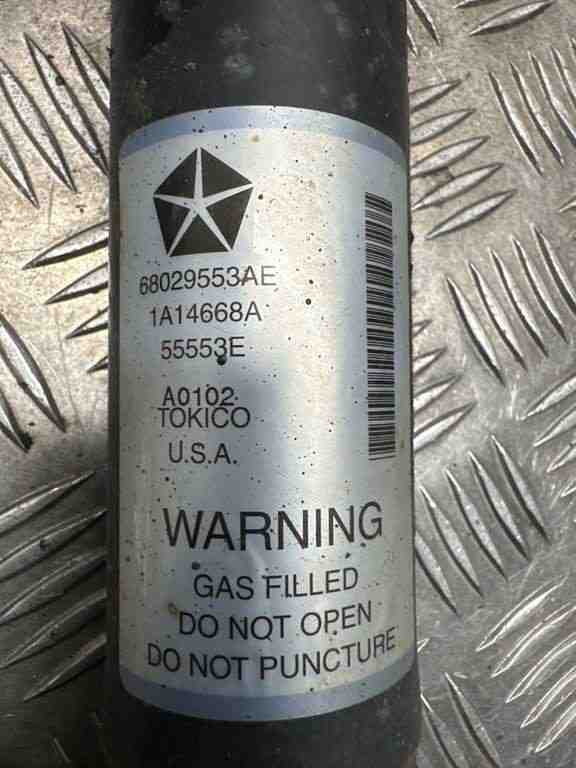 68029553AE
1A14668A
55553E
A0102
TOKICO
U.S.A.
WARNING
GAS FILLED
DO NOT OPEN
DO NOT PUNCTURE